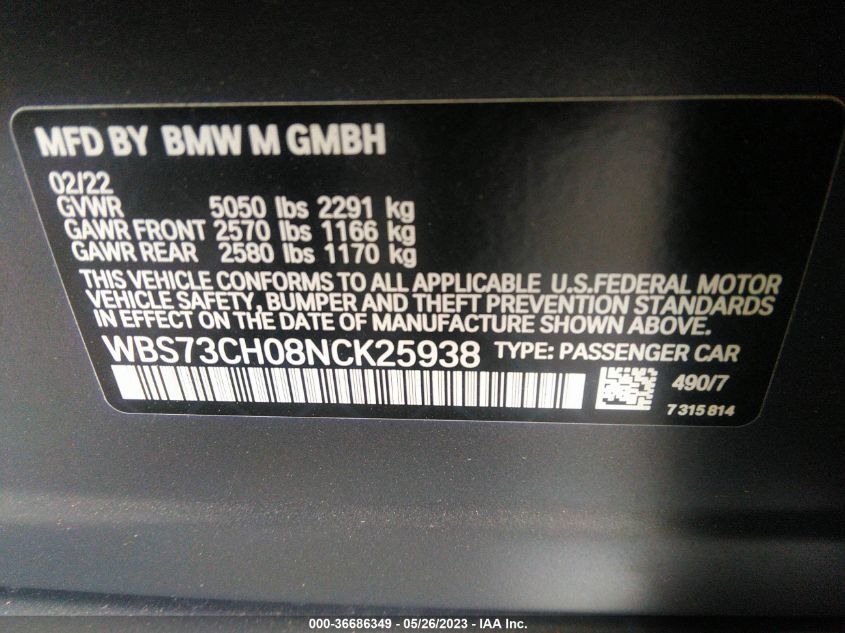 MFD BY BMW M GMBH
02/22
GVWR 5050 lbs 2291 kg
GAWR FRONT 2570 lbs 1166 kg
GAWR REAR 2580 lbs 1170 kg
THIS VEHICLE CONFORMS TO ALL APPLICABLE U.S.FEDERAL MOTOR
VEHICLE SAFETY, BUMPER AND THEFT PREVENTION STANDARDS
IN EFFECT ON THE DATE OF MANUFACTURE SHOWN ABOVE.
WBS73CH08NCK25938 TYPE: PASSENGER CAR
490/7
7 315 814
000-36686349 - 05/26/2023 - IAA Inc.